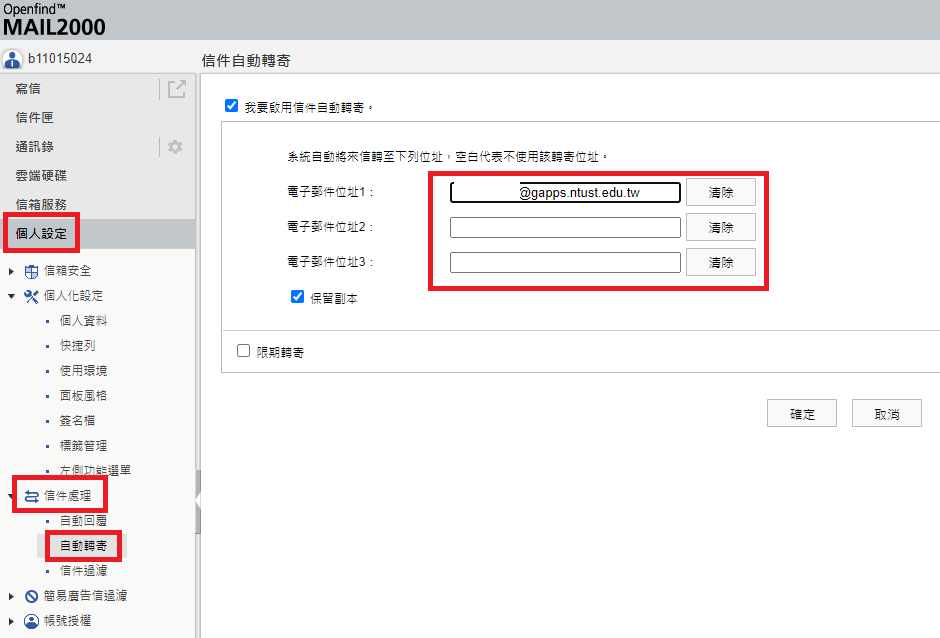 Openfind™
MAIL2000
b11015024
寫信
信件匣
通訊錄
雲端硬碟
信箱服務
個人設定
信箱安全
個人化設定
個人資料
快捷列
使用環境
面板風格
簽名檔
標籤管理
左側功能選單
信件處理
自動回覆
自動轉寄
信件過濾
簡易廣告信過濾
帳號授權
信件自動轉寄
我要啟用信件自動轉寄。
系統自動將來信轉至下列位址，空白代表不使用該轉寄位址。
電子郵件位址1： @gapps.ntust.edu.tw 清除
電子郵件位址2： 清除
電子郵件位址3： 清除
保留副本
限期轉寄
確定 取消